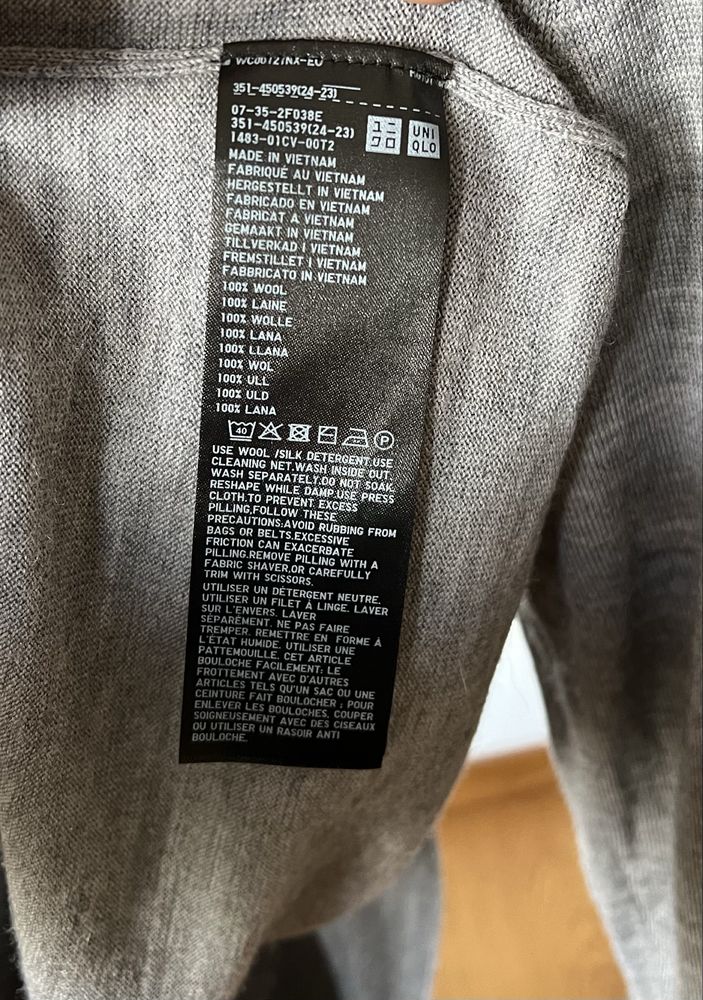 351-450539(24-23)
07-35-2F038E
351-450539(24-23)
1483-01CV-00T2
ユニ
クロ
UNI
QLO
MADE IN VIETNAM
FABRIQUÉ AU VIETNAM
HERGESTELLT IN VIETNAM
FABRICADO EN VIETNAM
FABRICAT A VIETNAM
GEMAAKT IN VIETNAM
TILLVERKAD I VIETNAM
FREMSTILLET I VIETNAM
FABBRICATO IN VIETNAM
100% WOOL
100% LAINE
100% WOLLE
100% LANA
100% LLANA
100% WOL
100% ULL
100% ULD
100% LANA
40
P
USE WOOL /SILK DETERGENT.USE
CLEANING NET.WASH INSIDE OUT.
WASH SEPARATELY.DO NOT SOAK.
RESHAPE WHILE DAMP.USE PRESS
CLOTH.TO PREVENT EXCESS
PILLING,FOLLOW THESE
PRECAUTIONS:AVOID RUBBING FROM
BAGS OR BELTS.EXCESSIVE
FRICTION CAN EXACERBATE
PILLING.REMOVE PILLING WITH A
FABRIC SHAVER,OR CAREFULLY
TRIM WITH SCISSORS.
UTILISER UN DÉTERGENT NEUTRE.
UTILISER UN FILET À LINGE. LAVER
SUR L'ENVERS. LAVER
SÉPARÉMENT. NE PAS FAIRE
TREMPER. REMETTRE EN FORME À
L'ÉTAT HUMIDE. UTILISER UNE
PATTEMOUILLE. CET ARTICLE
BOULOCHE FACILEMENT: LE
FROTTEMENT AVEC D'AUTRES
ARTICLES TELS QU'UN SAC OU UNE
CEINTURE FAIT BOULOCHER ; POUR
ENLEVER LES BOULOCHES, COUPER
SOIGNEUSEMENT AVEC DES CISEAUX
OU UTILISER UN RASOIR ANTI
BOULOCHE.